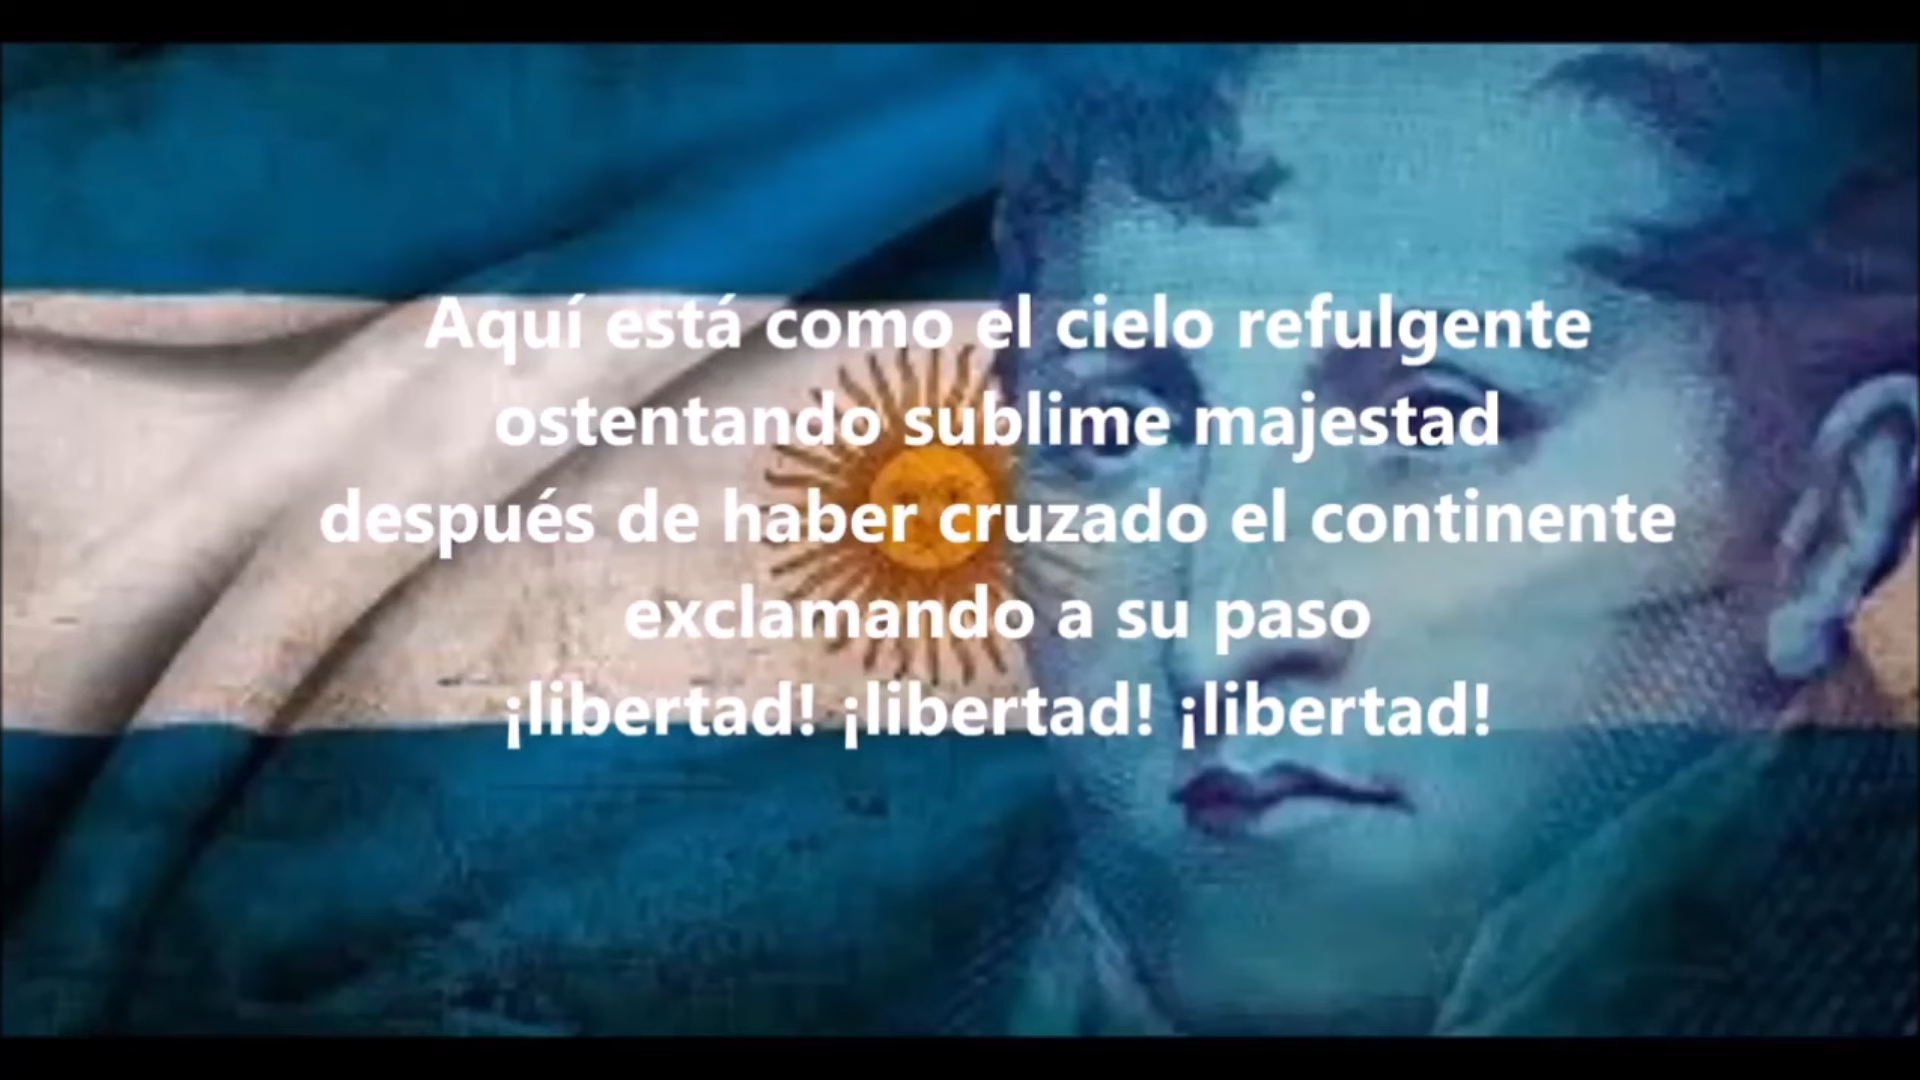 Aquí está como el cielo refulgente
ostentando sublime majestad
después de haber cruzado el continente
exclamando a su paso
¡libertad! ¡libertad! ¡libertad!